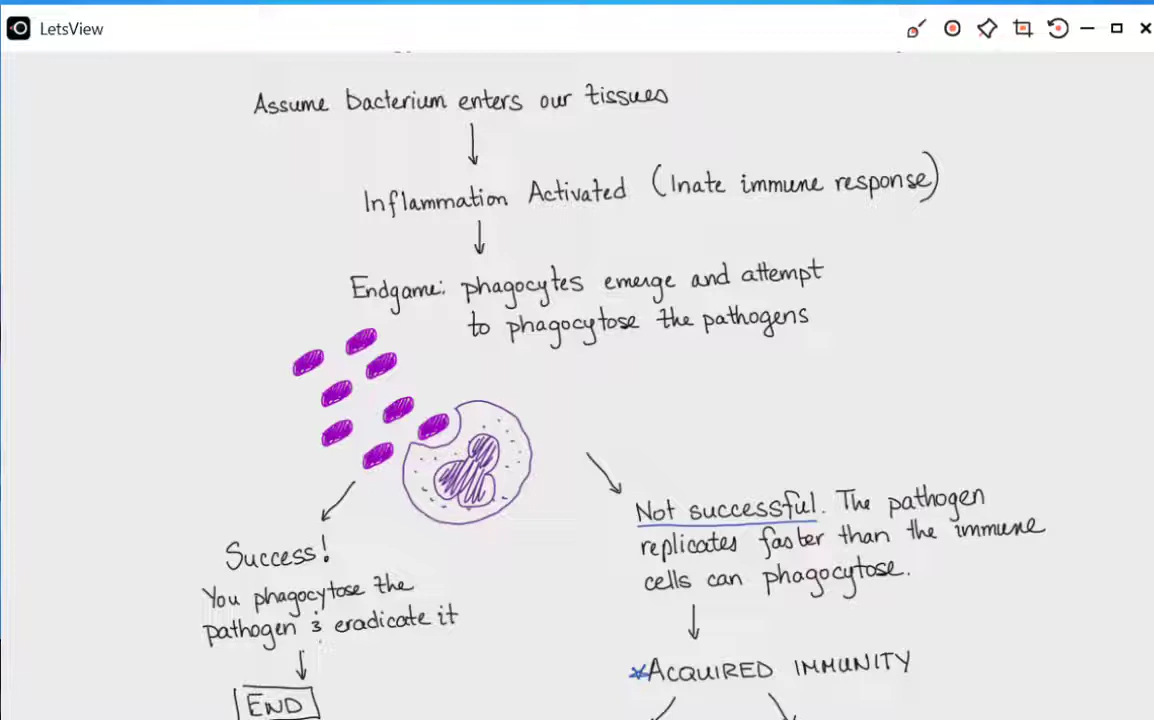 LetsView
Assume bacterium enters our tissues
Inflammation Activated (Inate immune response)
Endgame: phagocytes emerge and attempt
to phagocytose the pathogens
Success!
You phagocytose the
pathogen & eradicate it
END
Not successful. The pathogen
replicates faster than the immune
cells can phagocytose.
*ACQUIRED IMMUNITY